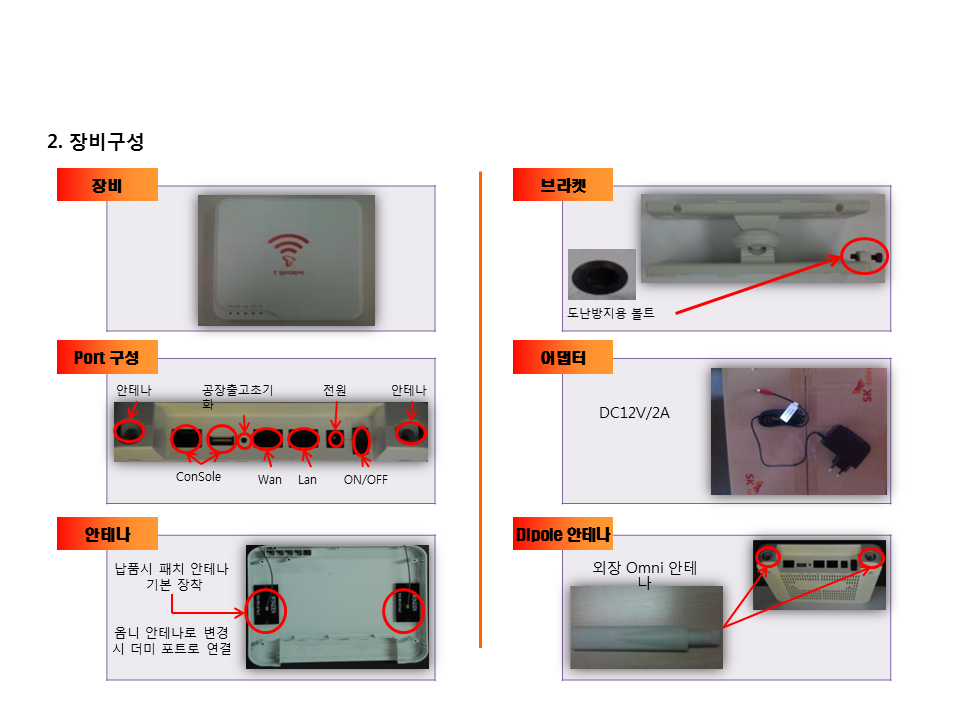 2. 장비구성
장비
Port 구성
안테나
공장출고초기
화
전원
안테나
ConSole
Wan
Lan
ON/OFF
안테나
납품시 패치 안테나
기본 장착
옴니 안테나로 변경
시 더미 포트로 연결
브라켓
도난방지용 볼트
어댑터
DC12V/2A
SK
Dipole 안테나
외장 Omni 안테
나